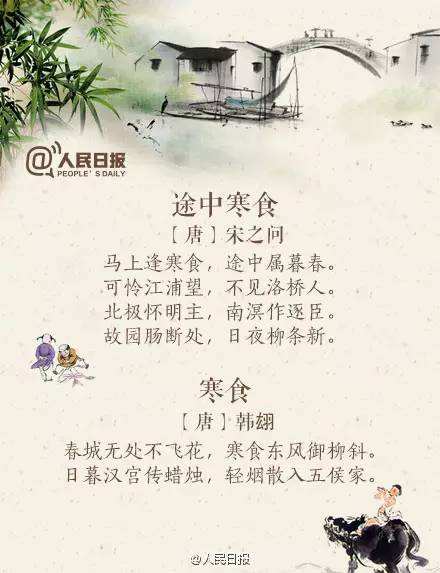 @人民日报
PEOPLE'S DAILY
途中寒食
【唐】宋之问
马上逢寒食，途中属暮春。
可怜江浦望，不见洛桥人。
北极怀明主，南溟作逐臣。
故园肠断处，日夜柳条新。
寒食
【唐】韩翃
春城无处不飞花，寒食东风御柳斜。
日暮汉宫传蜡烛，轻烟散入五侯家。
@人民日报